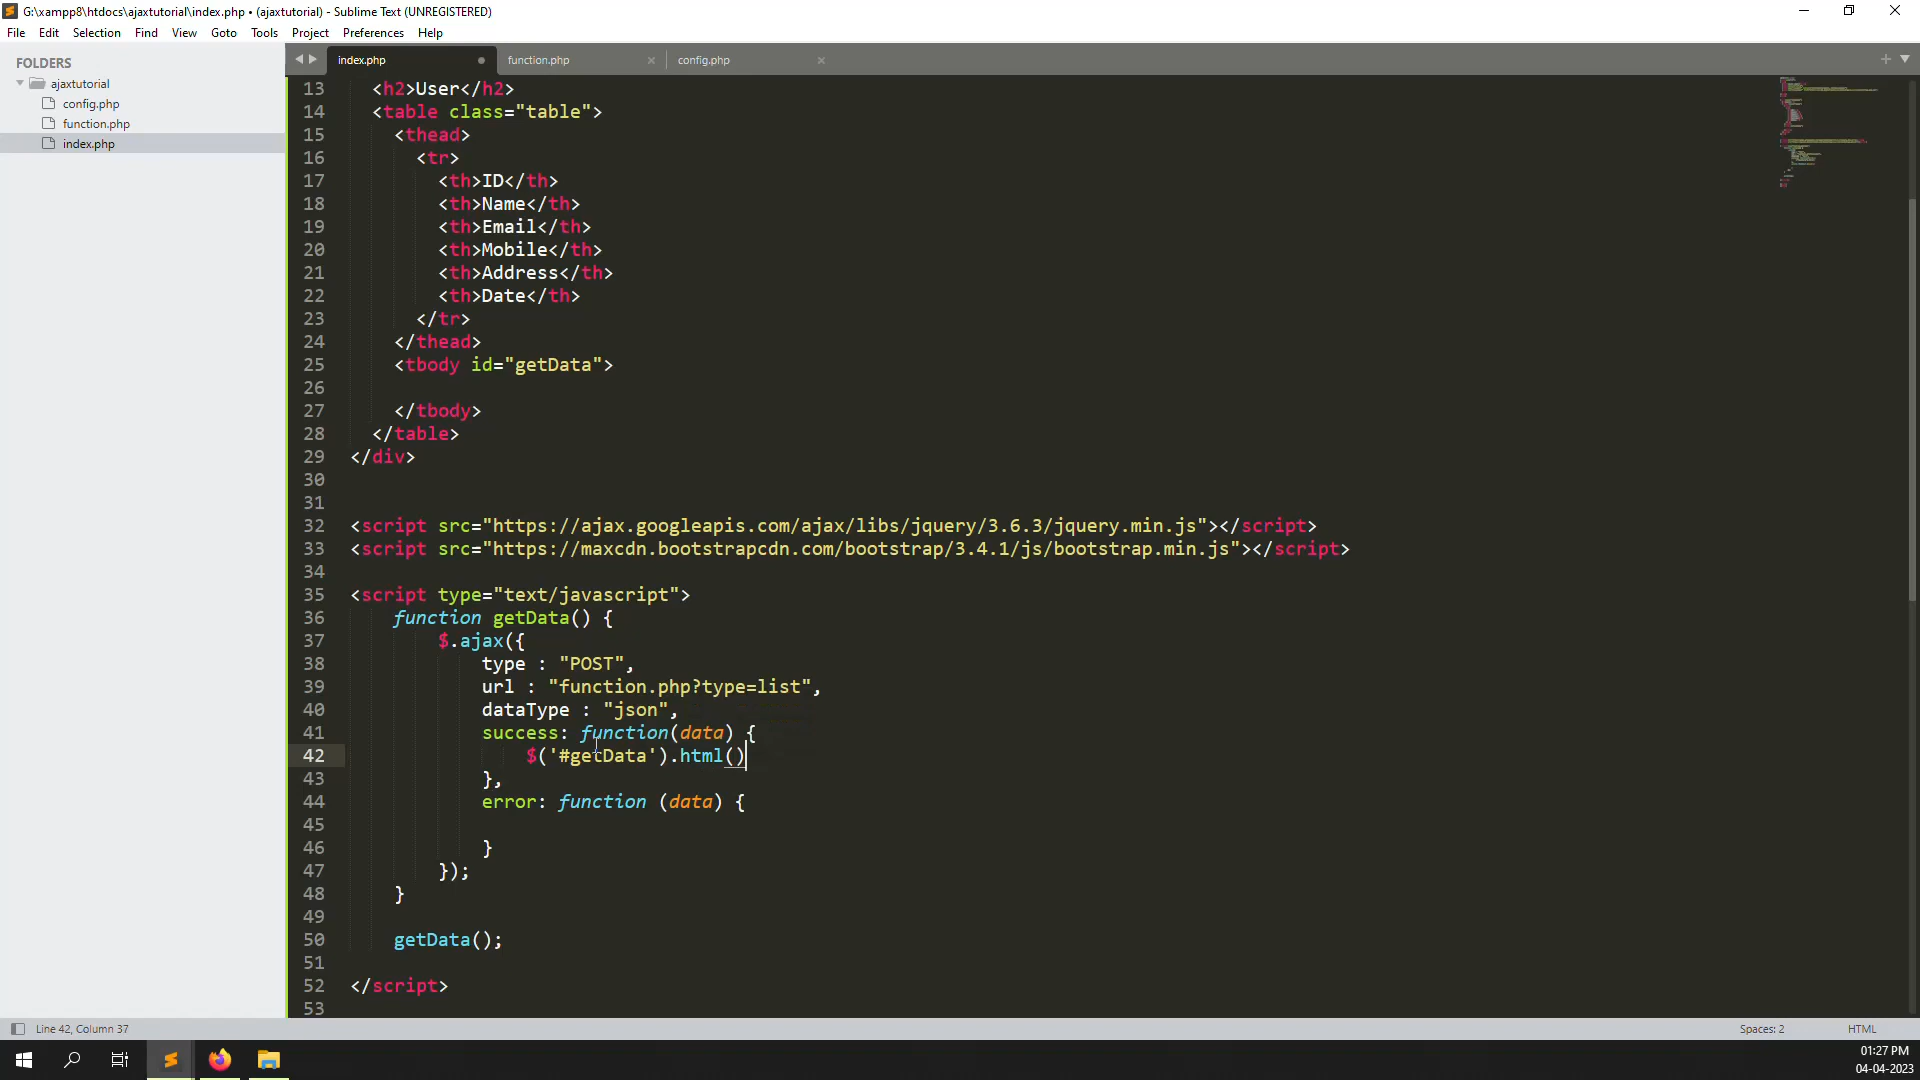 G:\xampp8\htdocs\ajaxtutorial\index.php • (ajaxtutorial) - Sublime Text (UNREGISTERED)
File Edit Selection Find View Goto Tools Project Preferences Help
FOLDERS
ajaxtutorial
config.php
function.php
index.php
index.php function.php config.php
13 <h2>User</h2>
14 <table class="table">
15 <thead>
16 <tr>
17 <th>ID</th>
18 <th>Name</th>
19 <th>Email</th>
20 <th>Mobile</th>
21 <th>Address</th>
22 <th>Date</th>
23 </tr>
24 </thead>
25 <tbody id="getData">
26
27 </tbody>
28 </table>
29 </div>
30
31
32 <script src="https://ajax.googleapis.com/ajax/libs/jquery/3.6.3/jquery.min.js"></script>
33 <script src="https://maxcdn.bootstrapcdn.com/bootstrap/3.4.1/js/bootstrap.min.js"></script>
34
35 <script type="text/javascript">
36 function getData() {
37 $.ajax({
38 type : "POST",
39 url : "function.php?type=list",
40 dataType : "json",
41 success: function(data) {
42 $('#getData').html()
43 },
44 error: function (data) {
45
46 }
47 });
48 }
49
50 getData();
51
52 </script>
53
Line 42, Column 37 Spaces: 2 HTML
01:27 PM
04-04-2023